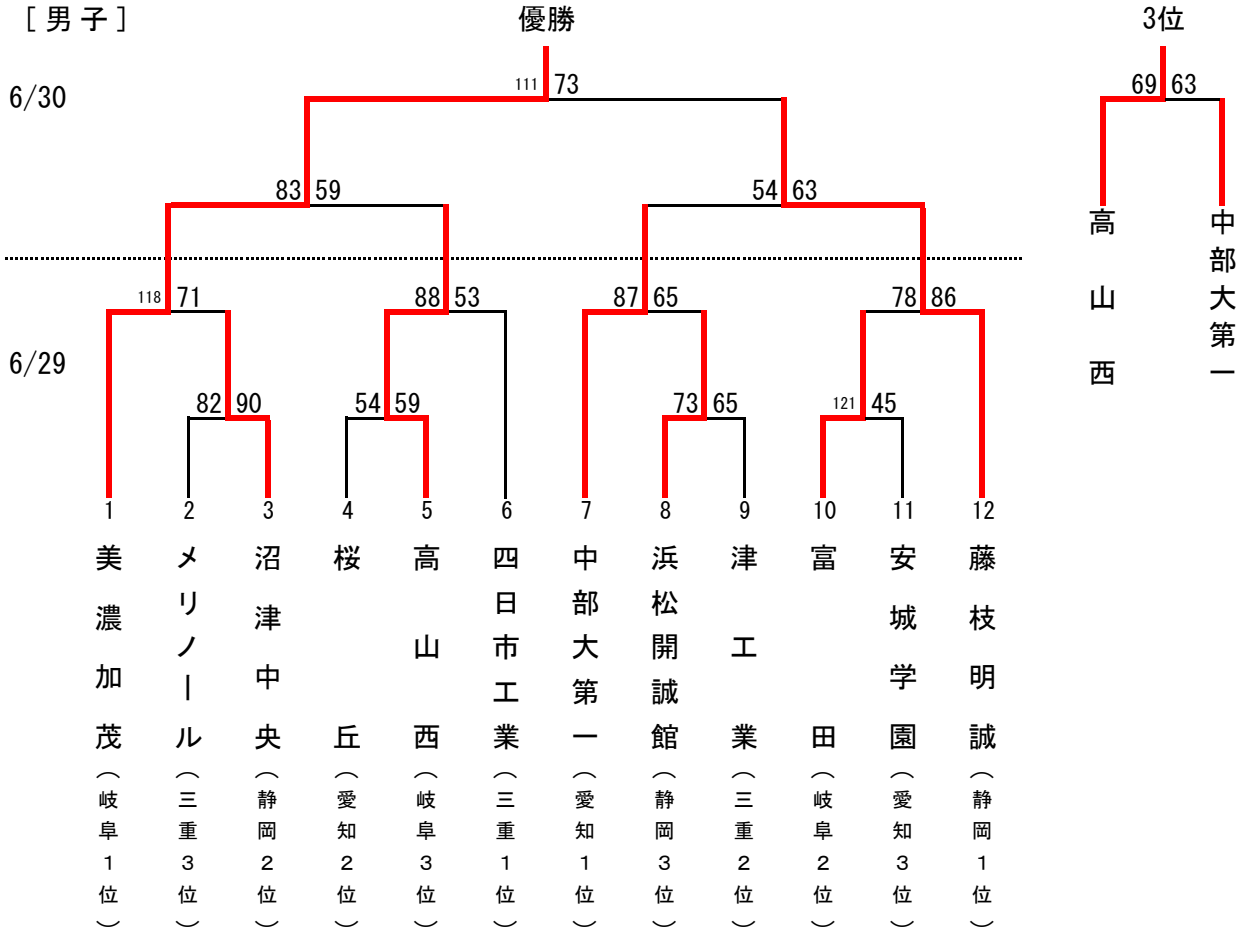 [男子]
優勝
3位
6/30
111 73
69 63
83 59
54 63
高山西
中部大第一
118 71
88 53
87 65
78 86
6/29
82 90
54 59
73 65
121 45
1 2 3 4 5 6 7 8 9 10 11 12
美濃加茂(岐阜1位)
メリノール(三重3位)
沼津中央(静岡2位)
桜丘(愛知2位)
高山西(岐阜3位)
四日市工業(三重1位)
中部大第一(愛知1位)
浜松開誠館(静岡3位)
津工業(三重2位)
富田(岐阜2位)
安城学園(愛知3位)
藤枝明誠(静岡1位)